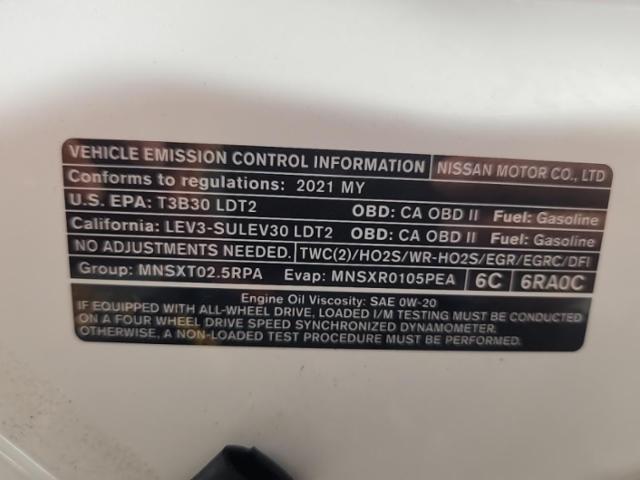 VEHICLE EMISSION CONTROL INFORMATION NISSAN MOTOR CO., LTD
Conforms to regulations: 2021 MY
U.S. EPA: T3B30 LDT2 OBD: CA OBD II Fuel: Gasoline
California: LEV3-SULEV30 LDT2 OBD: CA OBD II Fuel: Gasoline
NO ADJUSTMENTS NEEDED. TWC(2)/HO2S/WR-HO2S/EGR/EGRC/DFI
Group: MNSXT02.5RPA Evap: MNSXR0105PEA 6C 6RA0C
Engine Oil Viscosity: SAE 0W-20
IF EQUIPPED WITH ALL-WHEEL DRIVE, LOADED I/M TESTING MUST BE CONDUCTED
ON A FOUR WHEEL DRIVE SPEED SYNCHRONIZED DYNAMOMETER.
OTHERWISE, A NON-LOADED TEST PROCEDURE MUST BE PERFORMED.